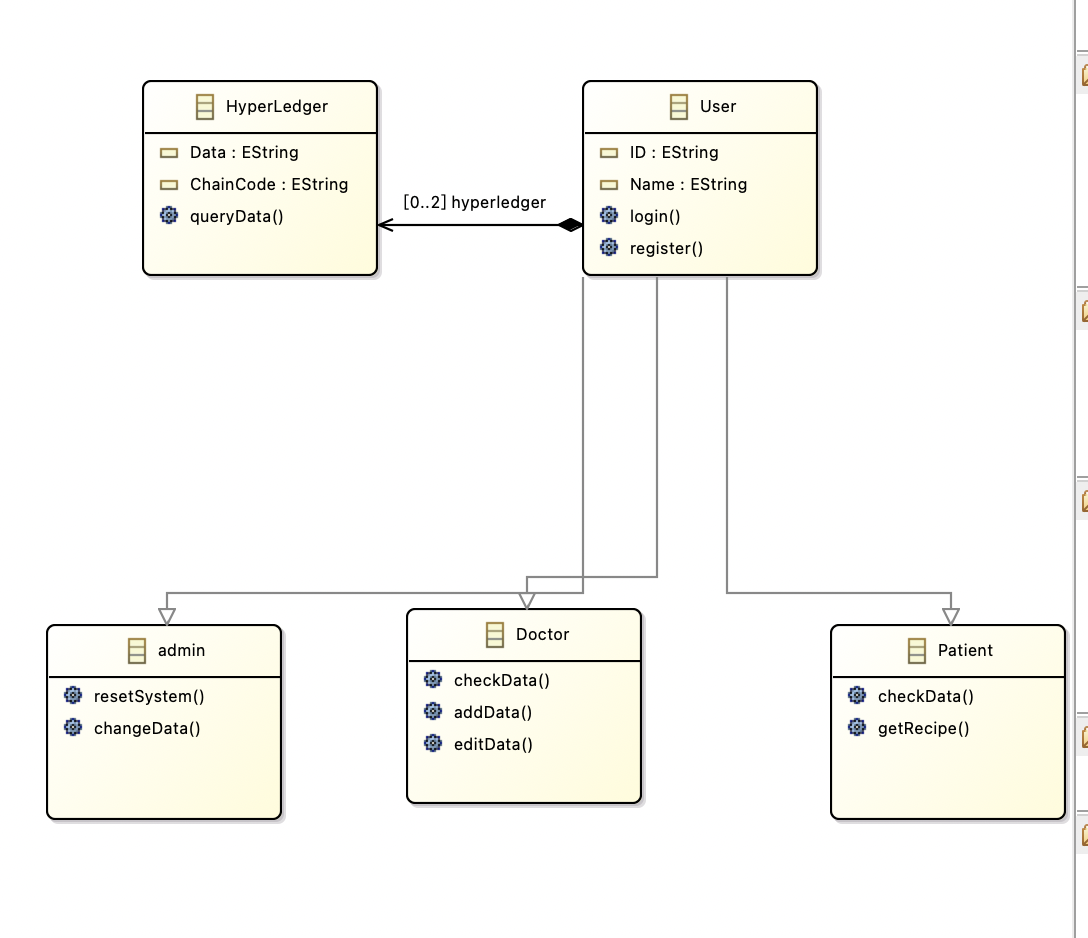 HyperLedger
Data : EString
ChainCode : EString
queryData()
[0..2] hyperledger
User
ID : EString
Name : EString
login()
register()
admin
resetSystem()
changeData()
Doctor
checkData()
addData()
editData()
Patient
checkData()
getRecipe()